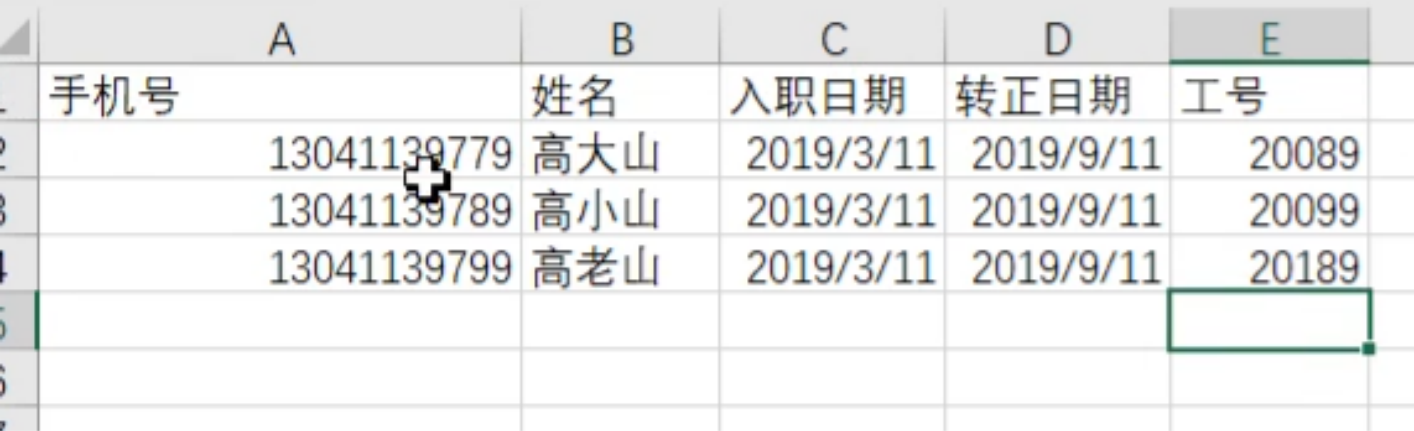 A B C D E
1 手机号 姓名 入职日期 转正日期 工号
2 13041139779 高大山 2019/3/11 2019/9/11 20089
3 13041139789 高小山 2019/3/11 2019/9/11 20099
4 13041139799 高老山 2019/3/11 2019/9/11 20189
5
6